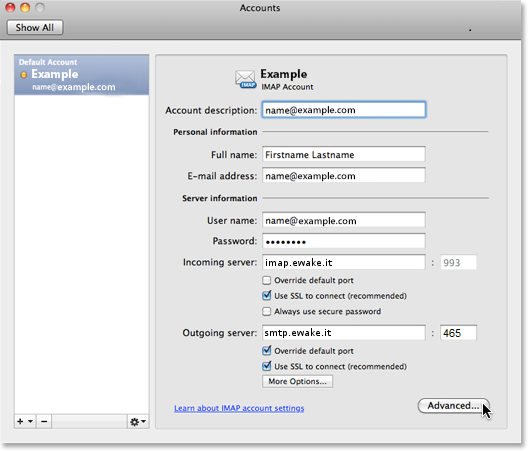 Accounts
Show All
Default Account
Example
name@example.com
Example
IMAP
IMAP Account
Account description: name@example.com
Personal information
Full name: Firstname Lastname
E-mail address: name@example.com
Server information
User name: name@example.com
Password: ••••••••
Incoming server: imap.ewake.it : 993
Override default port
Use SSL to connect (recommended)
Always use secure password
Outgoing server: smtp.ewake.it : 465
Override default port
Use SSL to connect (recommended)
More Options...
Learn about IMAP account settings
Advanced...